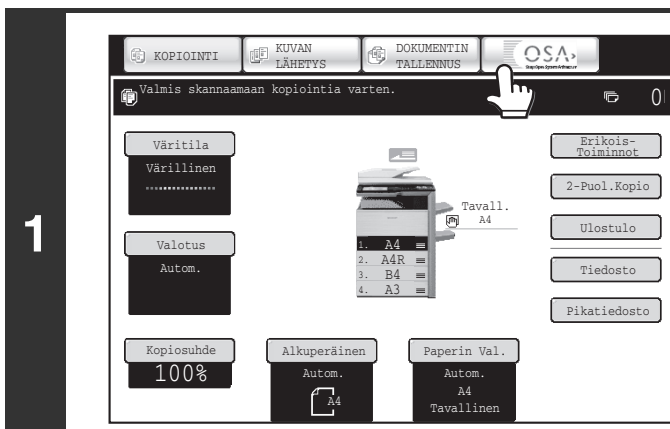 1
KOPIOINTI
KUVAN
LÄHETYS
DOKUMENTIN
TALLENNUS
OSA
Valmis skannaamaan kopiointia varten.
0
Väritila
Värillinen
Erikois-
Toiminnot
2-Puol.Kopio
Tavall.
A4
Ulostulo
Valotus
Autom.
1. A4
2. A4R
3. B4
4. A3
Tiedosto
Pikatiedosto
Kopiosuhde
100%
Alkuperäinen
Autom.
A4
Paperin Val.
Autom.
A4
Tavallinen